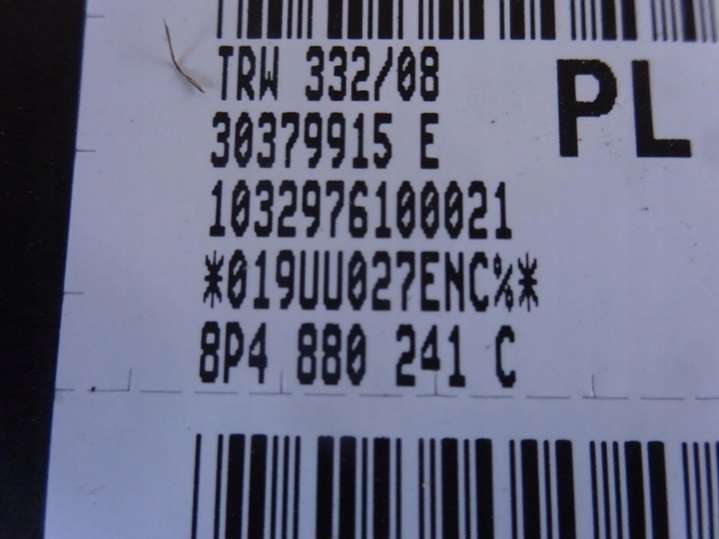 TRW 332/08
PL
30379915 E
1032976100021
*019UU027ENC%*
8P4 880 241 C